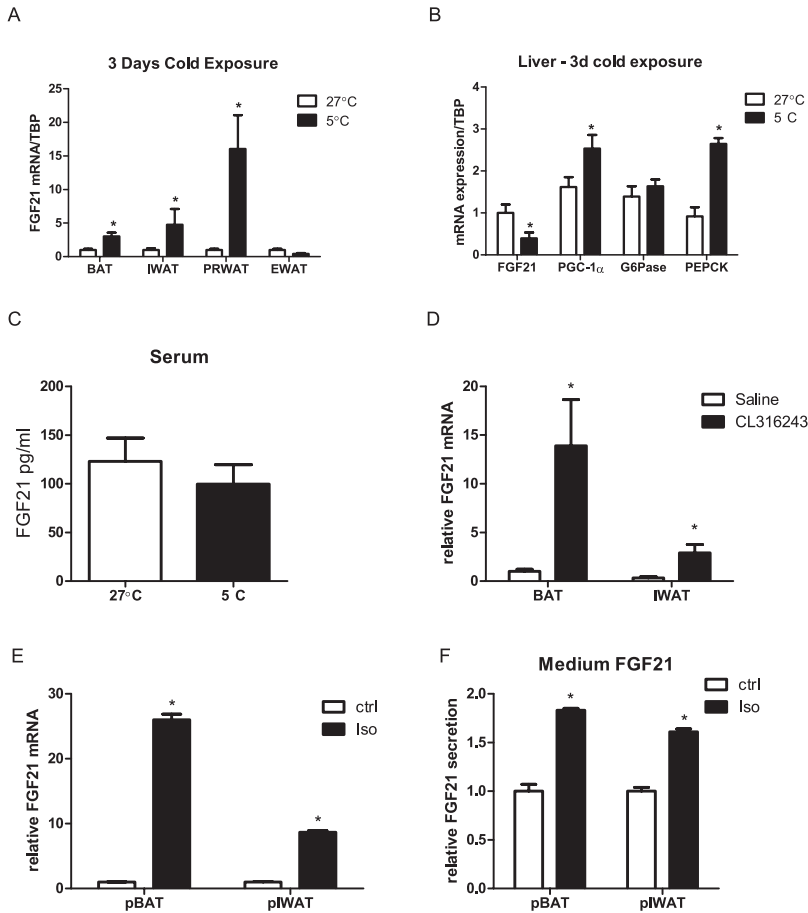 A
3 Days Cold Exposure
FGF21 mRNA/TBP
25
20
15
10
5
0
27°C
5°C
*
*
*
BAT IWAT PRWAT EWAT
B
Liver - 3d cold exposure
mRNA expression/TBP
4
3
2
1
0
27°C
5 C
*
*
*
FGF21 PGC-1α G6Pase PEPCK
C
Serum
FGF21 pg/ml
200
150
100
50
0
27°C 5 C
D
relative FGF21 mRNA
20
15
10
5
0
Saline
CL316243
*
*
BAT IWAT
E
relative FGF21 mRNA
30
20
10
0
ctrl
Iso
*
*
pBAT pIWAT
F
Medium FGF21
relative FGF21 secretion
2.0
1.5
1.0
0.5
0.0
ctrl
Iso
*
*
pBAT pIWAT